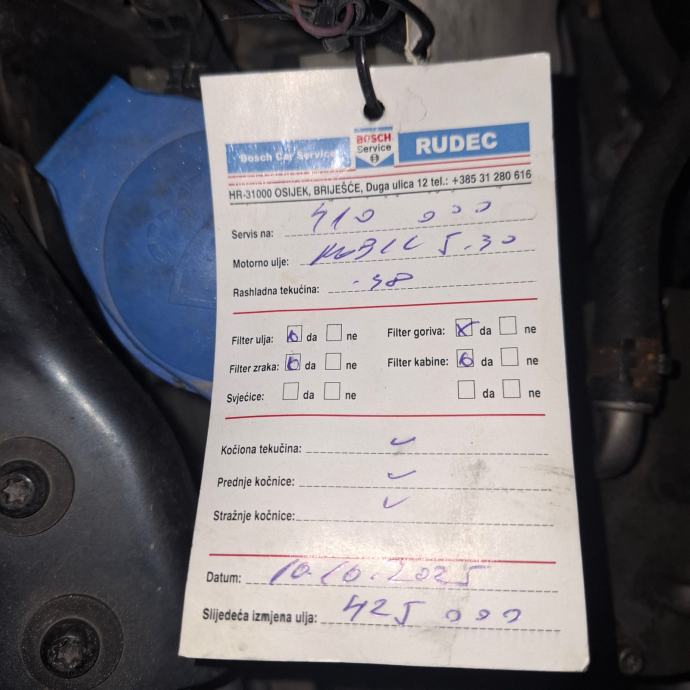 Bosch Car Service BOSCH Service RUDEC
HR-31000 OSIJEK, BRIJEŠĆE, Duga ulica 12 tel.: +385 31 280 616
Servis na: 410 000
Motorno ulje: MOBIL 5-30
Rashladna tekućina: -38
Filter ulja: da ne Filter goriva: da ne
Filter zraka: da ne Filter kabine: da ne
Svjećice: da ne da ne
Kočiona tekućina: ✓
Prednje kočnice: ✓
Stražnje kočnice: ✓
Datum: 10.10.2025
Slijedeća izmjena ulja: 425 000